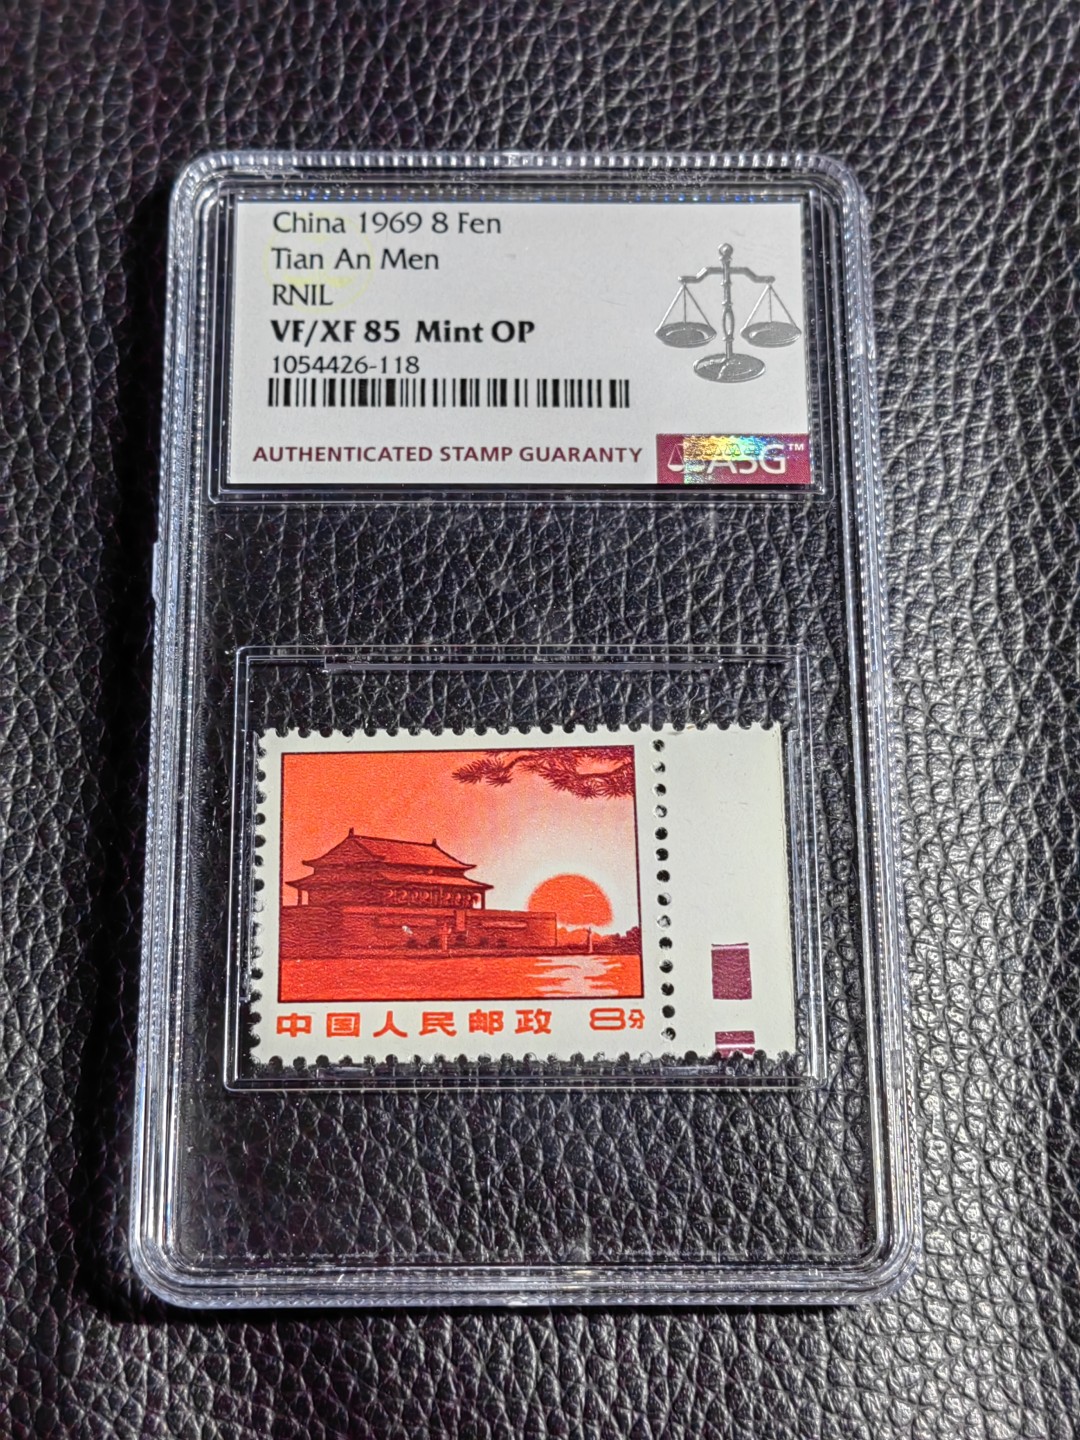 China 1969 8 Fen
Tian An Men
RNIL
VF/XF 85 Mint OP
1054426-118
AUTHENTICATED STAMP GUARANTY
ASG™
中国人民邮政 8分